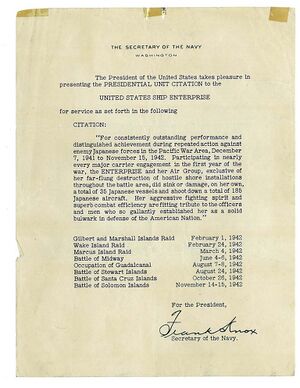 THE SECRETARY OF THE NAVY
WASHINGTON
The President of the United States takes pleasure in
presenting the PRESIDENTIAL UNIT CITATION to the
UNITED STATES SHIP ENTERPRISE
for service as set forth in the following
CITATION:
"For consistently outstanding performance and
distinguished achievement during repeated action against
enemy Japanese forces in the Pacific War Area, December
7, 1941 to November 15, 1942. Participating in nearly
every major carrier engagement in the first year of the
war, the ENTERPRISE and her Air Group, exclusive of
her far-flung destruction of hostile shore installations
throughout the battle area, did sink or damage, on her own,
a total of 35 Japanese vessels and shoot down a total of 185
Japanese aircraft. Her aggressive fighting spirit and
superb combat efficiency are fitting tribute to the officers
and men who so gallantly established her as a solid
bulwark in defense of the American Nation."
Gilbert and Marshall Islands Raid February 1, 1942
Wake Island Raid February 24, 1942
Marcus Island Raid March 4, 1942
Battle of Midway June 4-6, 1942
Occupation of Guadalcanal August 7-8, 1942
Battle of Stewart Islands August 24, 1942
Battle of Santa Cruz Islands October 26, 1942
Battle of Solomon Islands November 14-15, 1942
For the President,
Frank Knox
Secretary of the Navy.